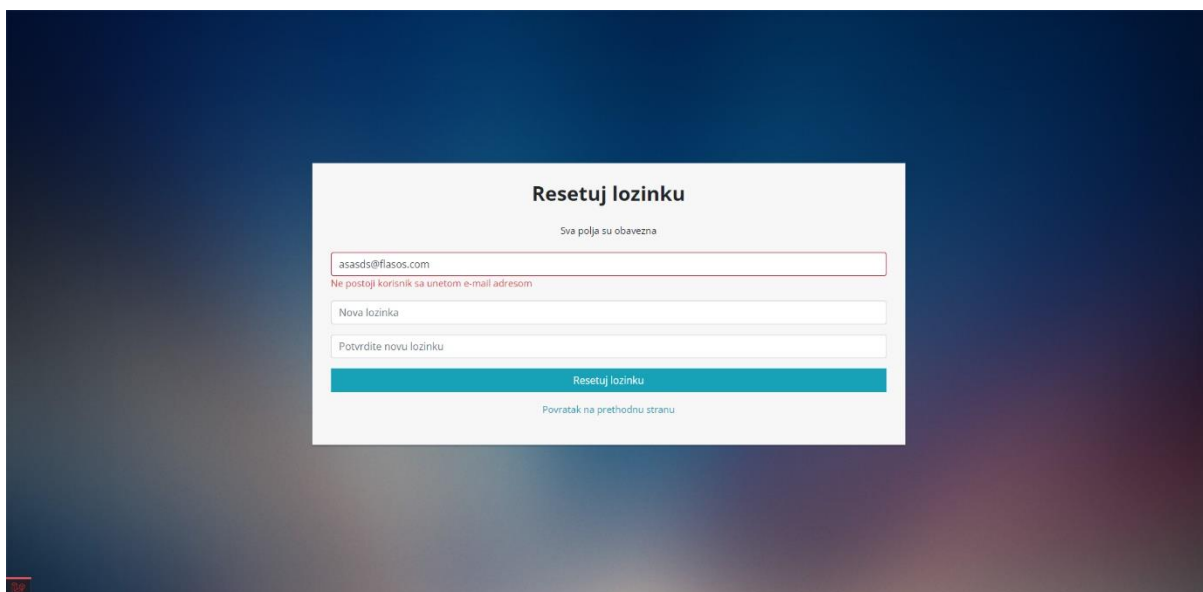 Resetuj lozinku
Sva polja su obavezna
asasds@flasos.com
Ne postoji korisnik sa unetom e-mail adresom
Nova lozinka
Potvrdite novu lozinku
Resetuj lozinku
Povratak na prethodnu stranu